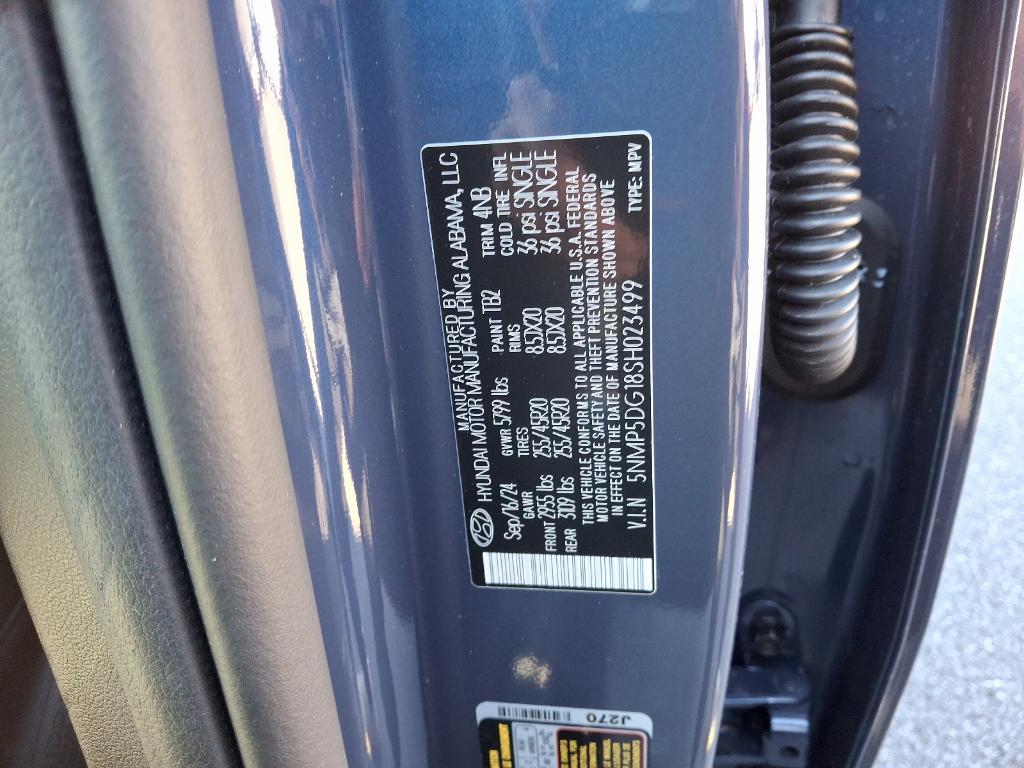 MANUFACTURED BY
HYUNDAI MOTOR MANUFACTURING ALABAMA, LLC
Sep/16/24 GVWR 5799 lbs PAINT TB2 TRIM 4NB
GAWR TIRES RIMS COLD TIRE INFL
FRONT 2955 lbs 255/45R20 8.5JX20 36 psi SINGLE
REAR 3109 lbs 255/45R20 8.5JX20 36 psi SINGLE
THIS VEHICLE CONFORMS TO ALL APPLICABLE U.S.A. FEDERAL
MOTOR VEHICLE SAFETY AND THEFT PREVENTION STANDARDS
IN EFFECT ON THE DATE OF MANUFACTURE SHOWN ABOVE
V.I.N 5NMP5DG18SH023499 TYPE: MPV
J270